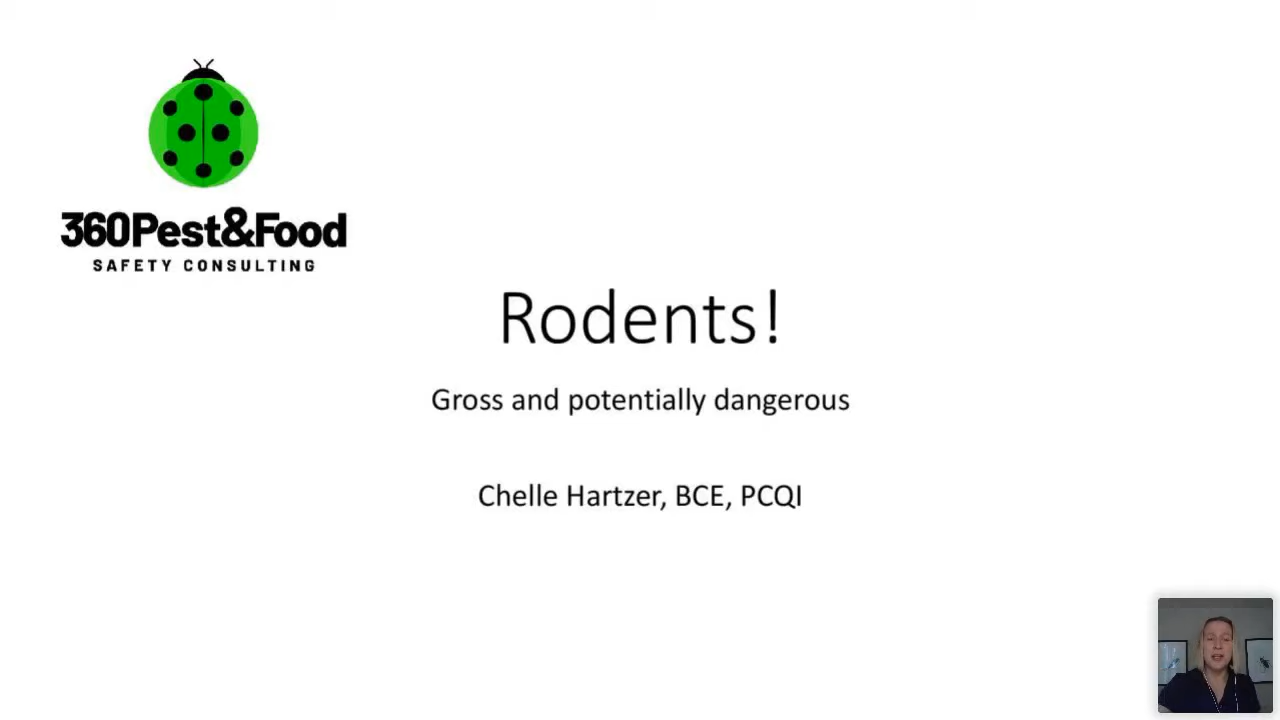 360Pest&Food
SAFETY CONSULTING
Rodents!
Gross and potentially dangerous
Chelle Hartzer, BCE, PCQI